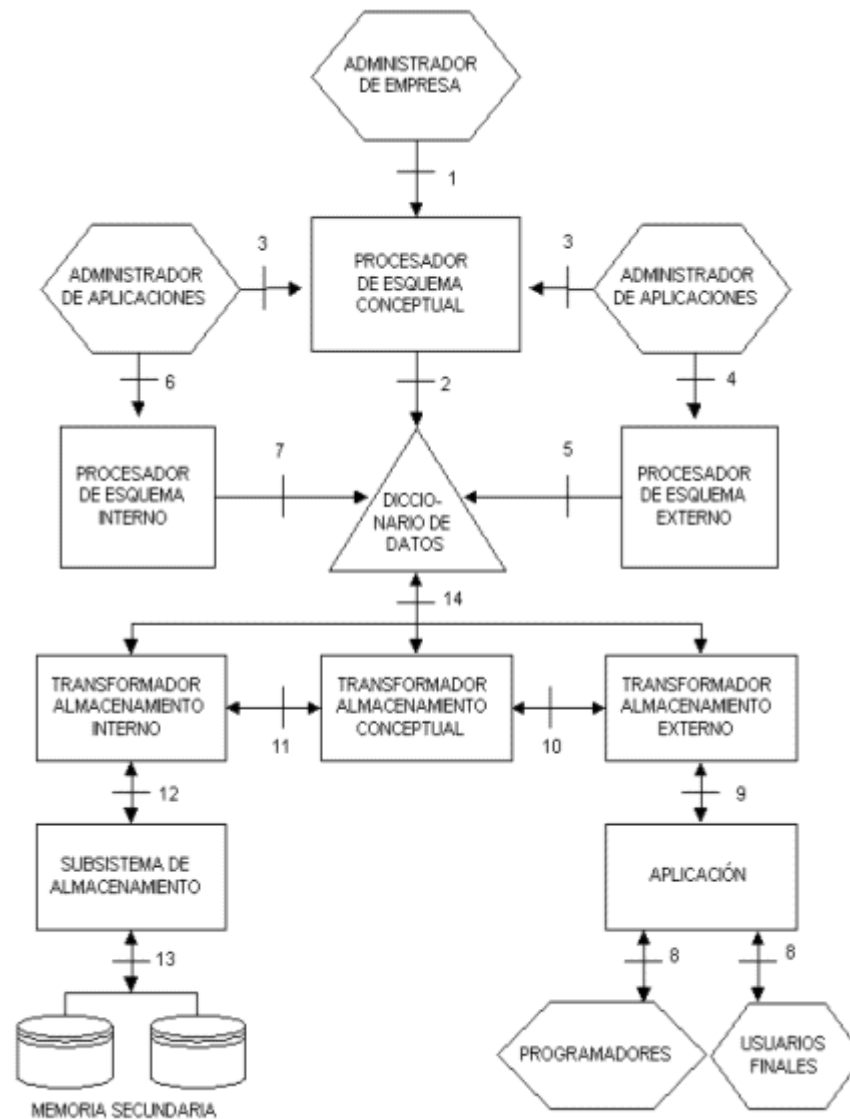 ADMINISTRADOR
DE EMPRESA
1
3
3
ADMINISTRADOR
DE APLICACIONES
PROCESADOR
DE ESQUEMA
CONCEPTUAL
ADMINISTRADOR
DE APLICACIONES
6
2
4
PROCESADOR
DE ESQUEMA
INTERNO
7
DICCIO-
NARIO DE
DATOS
5
PROCESADOR
DE ESQUEMA
EXTERNO
14
TRANSFORMADOR
ALMACENAMIENTO
INTERNO
11
TRANSFORMADOR
ALMACENAMIENTO
CONCEPTUAL
10
TRANSFORMADOR
ALMACENAMIENTO
EXTERNO
12
9
SUBSISTEMA DE
ALMACENAMIENTO
APLICACIÓN
13
8
8
PROGRAMADORES
USUARIOS
FINALES
MEMORIA SECUNDARIA